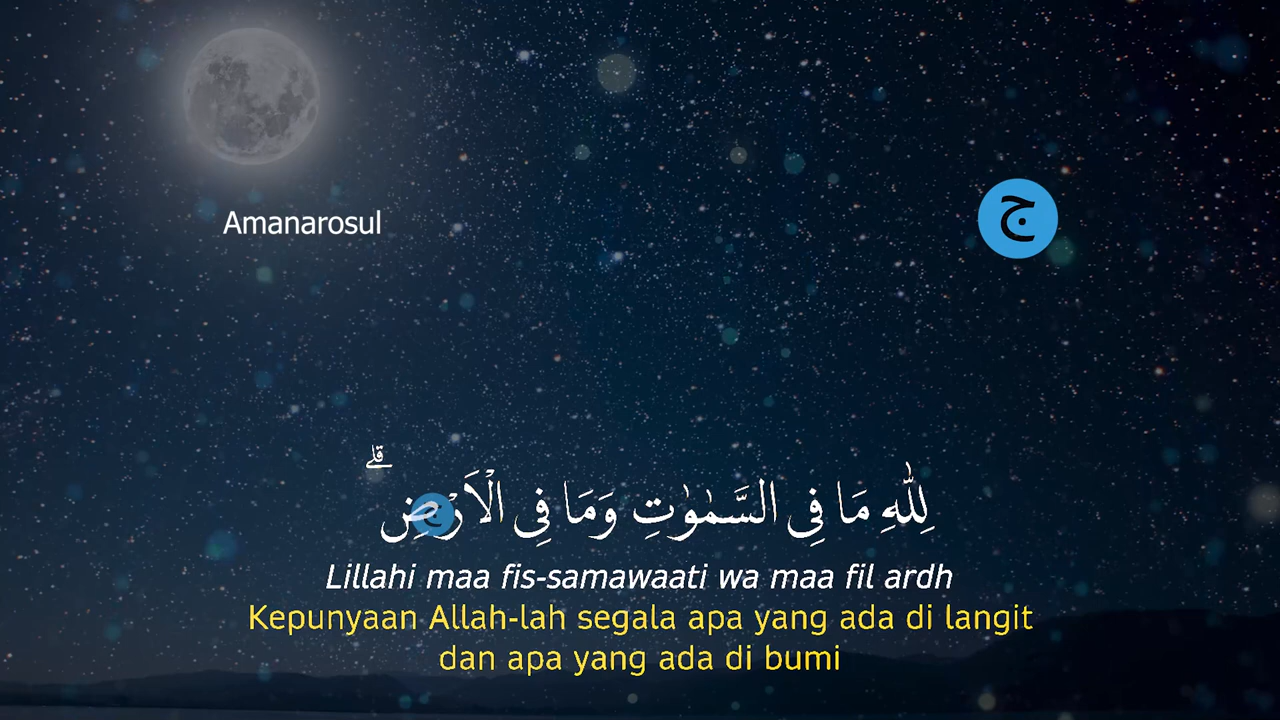 Amanarosul
ج
لِلّٰهِ مَا فِى السَّمٰوٰتِ وَمَا فِى الْاَرْضِ ۗ
Lillahi maa fis-samawaati wa maa fil ardh
Kepunyaan Allah-lah segala apa yang ada di langit
dan apa yang ada di bumi